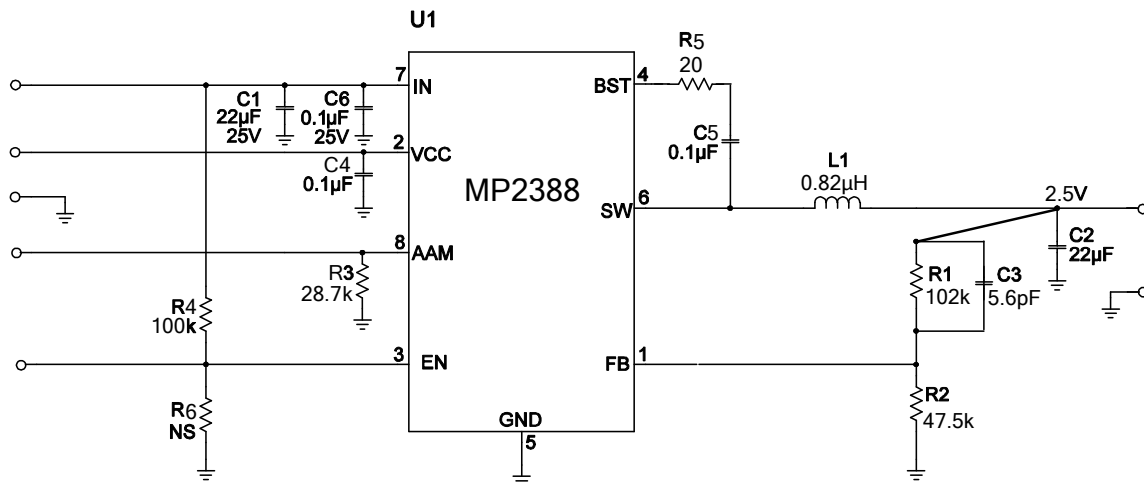 U1
MP2388
7
IN
2
VCC
8
AAM
3
EN
GND
5
4
BST
6
SW
1
FB
C1
22µF
25V
C6
0.1µF
25V
C4
0.1µF
R3
28.7k
R4
100k
R6
NS
R5
20
C5
0.1µF
L1
0.82µH
2.5V
C2
22µF
R1
102k
C3
5.6pF
R2
47.5k